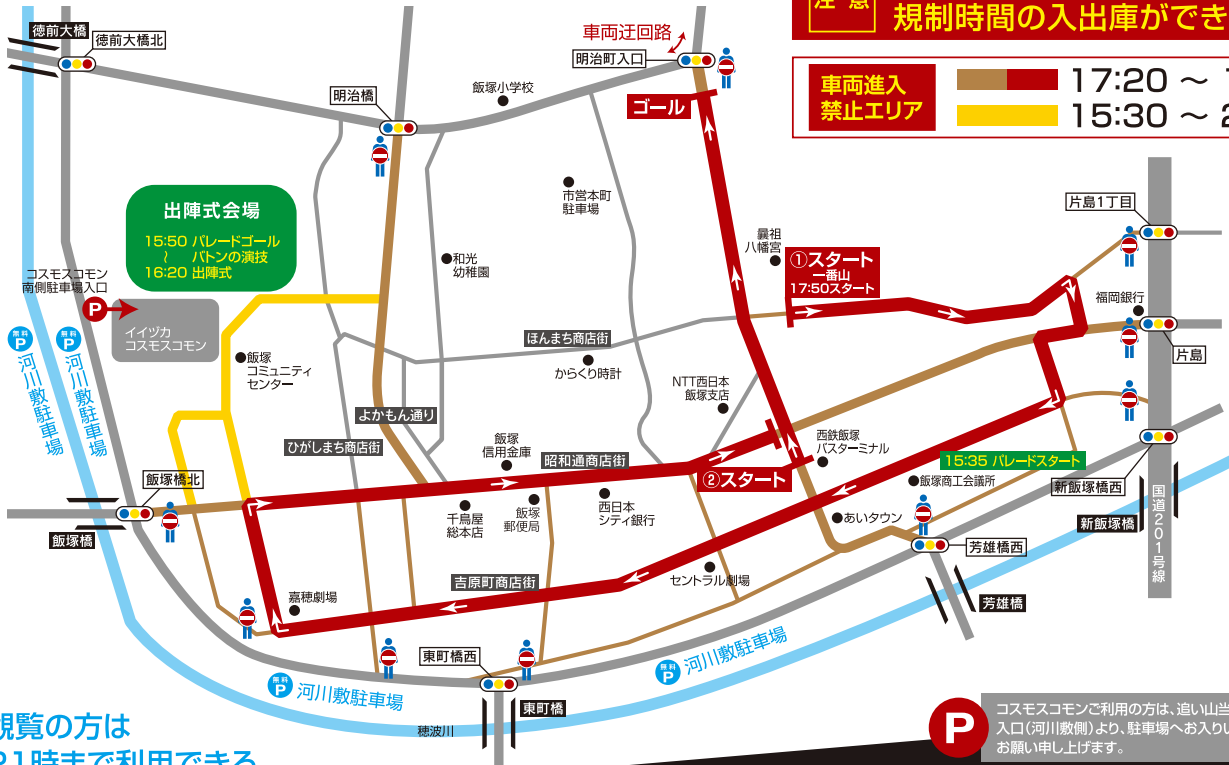 注意
規制時間の入出庫ができ
車両進入
禁止エリア
17:20 ～
15:30 ～
徳前大橋
徳前大橋北
車両迂回路
明治町入口
明治橋
飯塚小学校
ゴール
市営本町
駐車場
片島1丁目
出陣式会場
15:50 パレードゴール
～ バトンの演技
16:20 出陣式
和光
幼稚園
曩祖
八幡宮
①スタート
一番山
17:50スタート
コスモスコモン
南側駐車場入口
P
イイヅカ
コスモスコモン
福岡銀行
片島
無料
P
河川敷駐車場
無料
P
河川敷駐車場
飯塚
コミュニティ
センター
ほんまち商店街
からくり時計
NTT西日本
飯塚支店
よかもん通り
ひがしまち商店街
飯塚
信用金庫
昭和通商店街
西鉄飯塚
バスターミナル
15:35 パレードスタート
②スタート
飯塚橋北
飯塚橋
千鳥屋
総本店
飯塚
郵便局
西日本
シティ銀行
飯塚商工会議所
あいタウン
新飯塚橋西
新飯塚橋
国道201号線
芳雄橋西
芳雄橋
セントラル劇場
吉原町商店街
嘉穂劇場
東町橋西
東町橋
無料
P
河川敷駐車場
無料
P
河川敷駐車場
穂波川
観覧の方は
21時まで利用できる
P
コスモスコモンご利用の方は、追い山当
入口(河川敷側)より、駐車場へお入りい
お願い申し上げます。